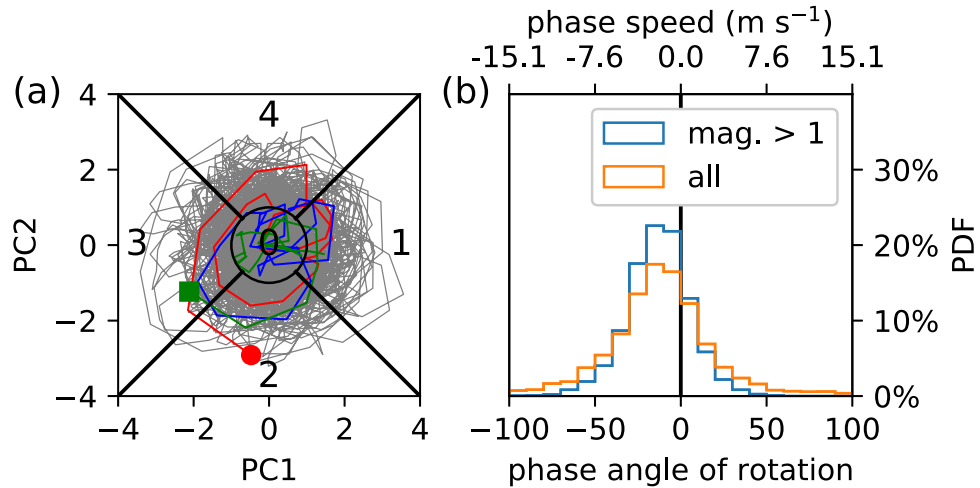 phase speed (m s⁻¹)
-15.1 -7.6 0.0 7.6 15.1
(a) (b)
4
2
0
−2
−4
PC2
4
3 0 1
2
−4 −2 0 2 4
PC1
mag. > 1
all
30%
20%
10%
0%
PDF
−100 −50 0 50 100
phase angle of rotation